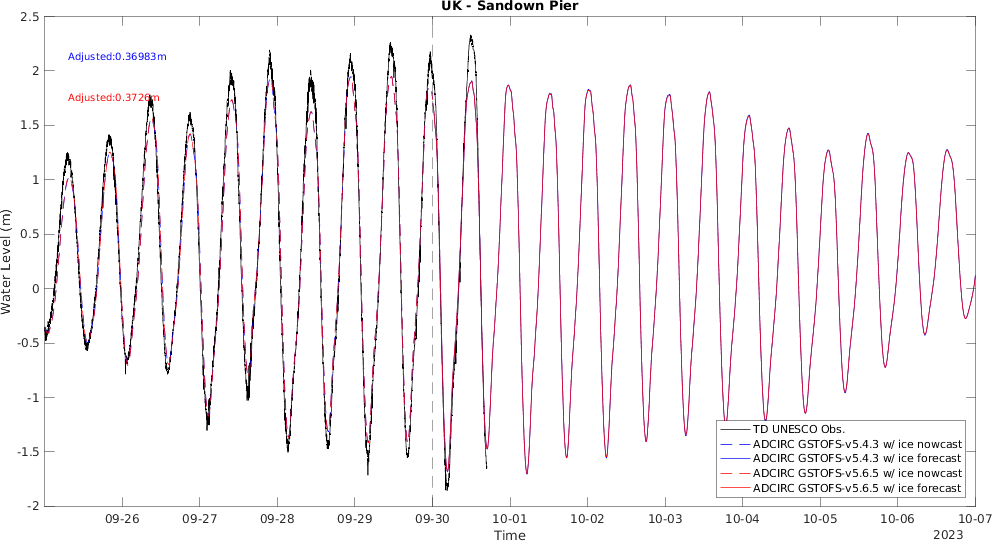 UK - Sandown Pier
2.5
2
1.5
1
0.5
0
-0.5
-1
-1.5
-2
Water Level (m)
Adjusted:0.36983m
Adjusted:0.3726m
TD UNESCO Obs.
ADCIRC GSTOFS-v5.4.3 w/ ice nowcast
ADCIRC GSTOFS-v5.4.3 w/ ice forecast
ADCIRC GSTOFS-v5.6.5 w/ ice nowcast
ADCIRC GSTOFS-v5.6.5 w/ ice forecast
09-26 09-27 09-28 09-29 09-30 10-01 10-02 10-03 10-04 10-05 10-06 10-07
Time
2023